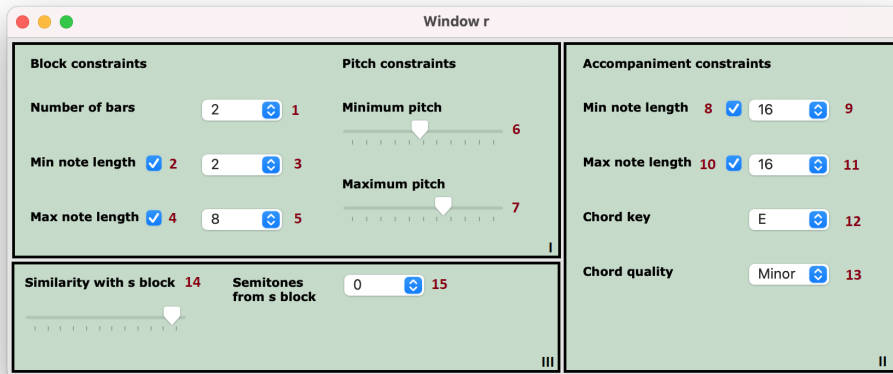 Window r
Block constraints
Number of bars 2 1
Min note length 2 2 3
Max note length 4 8 5
Pitch constraints
Minimum pitch
6
Maximum pitch
7
I
Accompaniment constraints
Min note length 8 16 9
Max note length 10 16 11
Chord key E 12
Chord quality Minor 13
II
Similarity with s block 14
Semitones
from s block
0 15
III